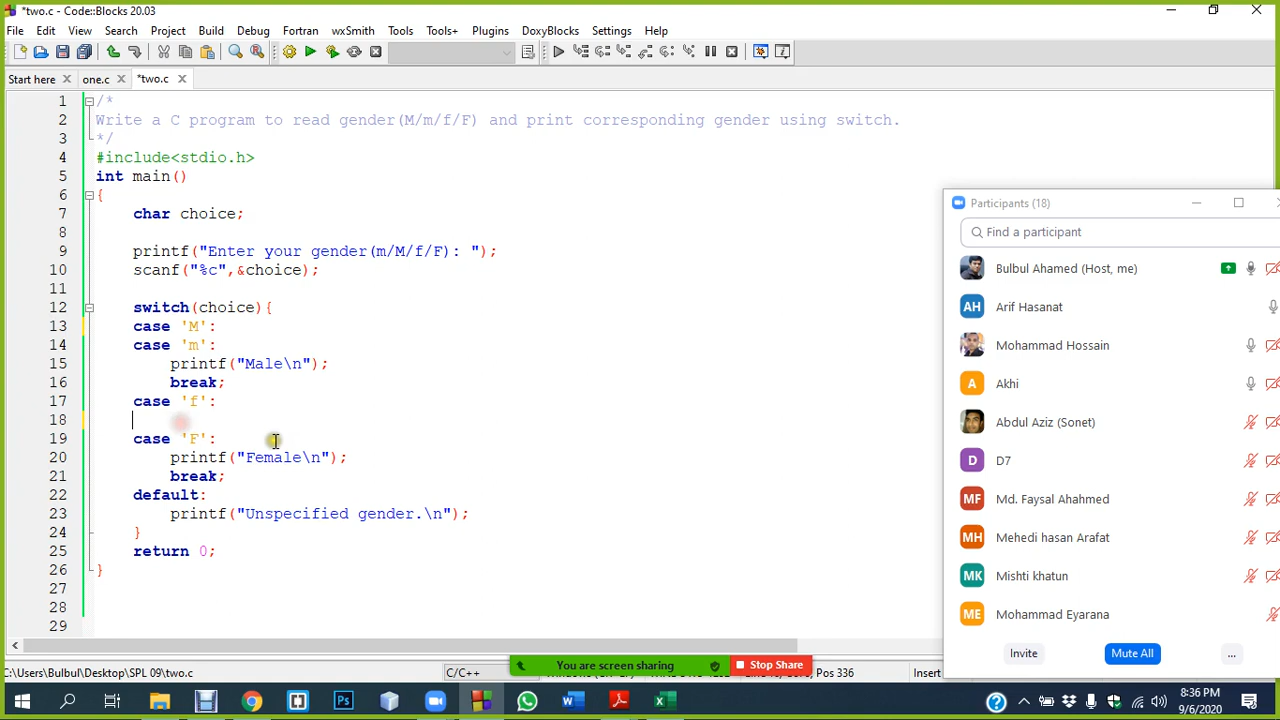 *two.c - Code::Blocks 20.03
File Edit View Search Project Build Debug Fortran wxSmith Tools Tools+ Plugins DoxyBlocks Settings Help
Start here one.c *two.c
1 /*
2 Write a C program to read gender(M/m/f/F) and print corresponding gender using switch.
3 */
4 #include<stdio.h>
5 int main()
6 {
7 char choice;
8
9 printf("Enter your gender(m/M/f/F): ");
10 scanf("%c",&choice);
11
12 switch(choice){
13 case 'M':
14 case 'm':
15 printf("Male\n");
16 break;
17 case 'f':
18
19 case 'F':
20 printf("Female\n");
21 break;
22 default:
23 printf("Unspecified gender.\n");
24 }
25 return 0;
26 }
27
28
29
Participants (18)
Find a participant
Bulbul Ahamed (Host, me)
AH Arif Hasanat
Mohammad Hossain
A Akhi
Abdul Aziz (Sonet)
D D7
MF Md. Faysal Ahahmed
MH Mehedi hasan Arafat
MK Mishti khatun
ME Mohammad Eyarana
Invite Mute All ...
You are screen sharing Stop Share
C:\Users\Bulbul\Desktop\SPL 09\two.c C/C++ Pos 336 Insert
8:36 PM
9/6/2020